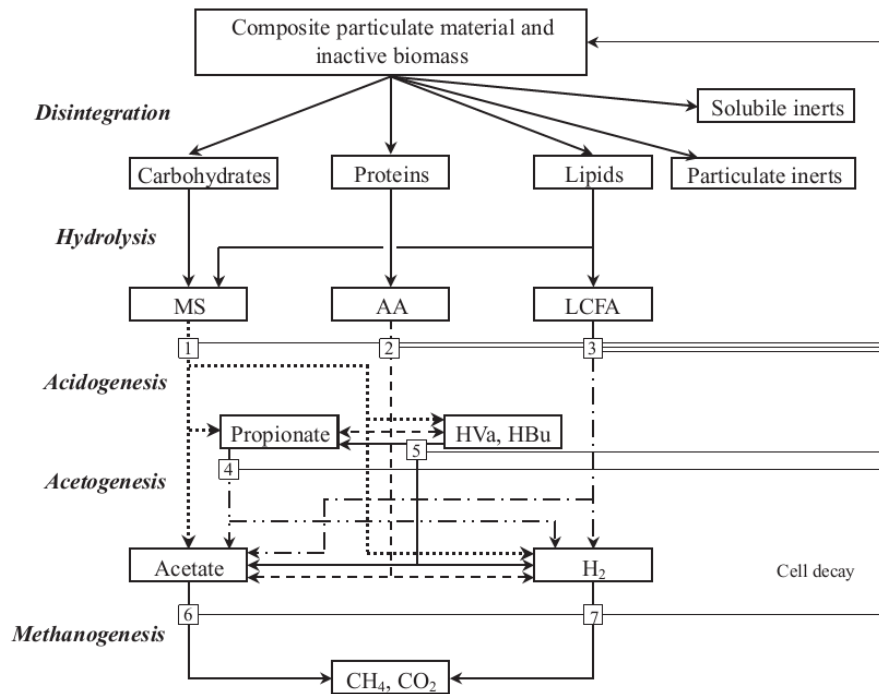 Composite particulate material and
inactive biomass
Disintegration
Solubile inerts
Carbohydrates
Proteins
Lipids
Particulate inerts
Hydrolysis
MS
AA
LCFA
1
2
3
Acidogenesis
Propionate
HVa, HBu
5
4
Acetogenesis
Acetate
H₂
Cell decay
6
7
Methanogenesis
CH₄, CO₂